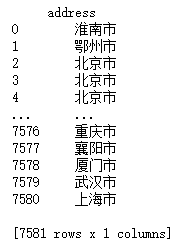 address
0 淮南市
1 鄂州市
2 北京市
3 北京市
4 北京市
... ...
7576 重庆市
7577 襄阳市
7578 厦门市
7579 武汉市
7580 上海市
[7581 rows x 1 columns]